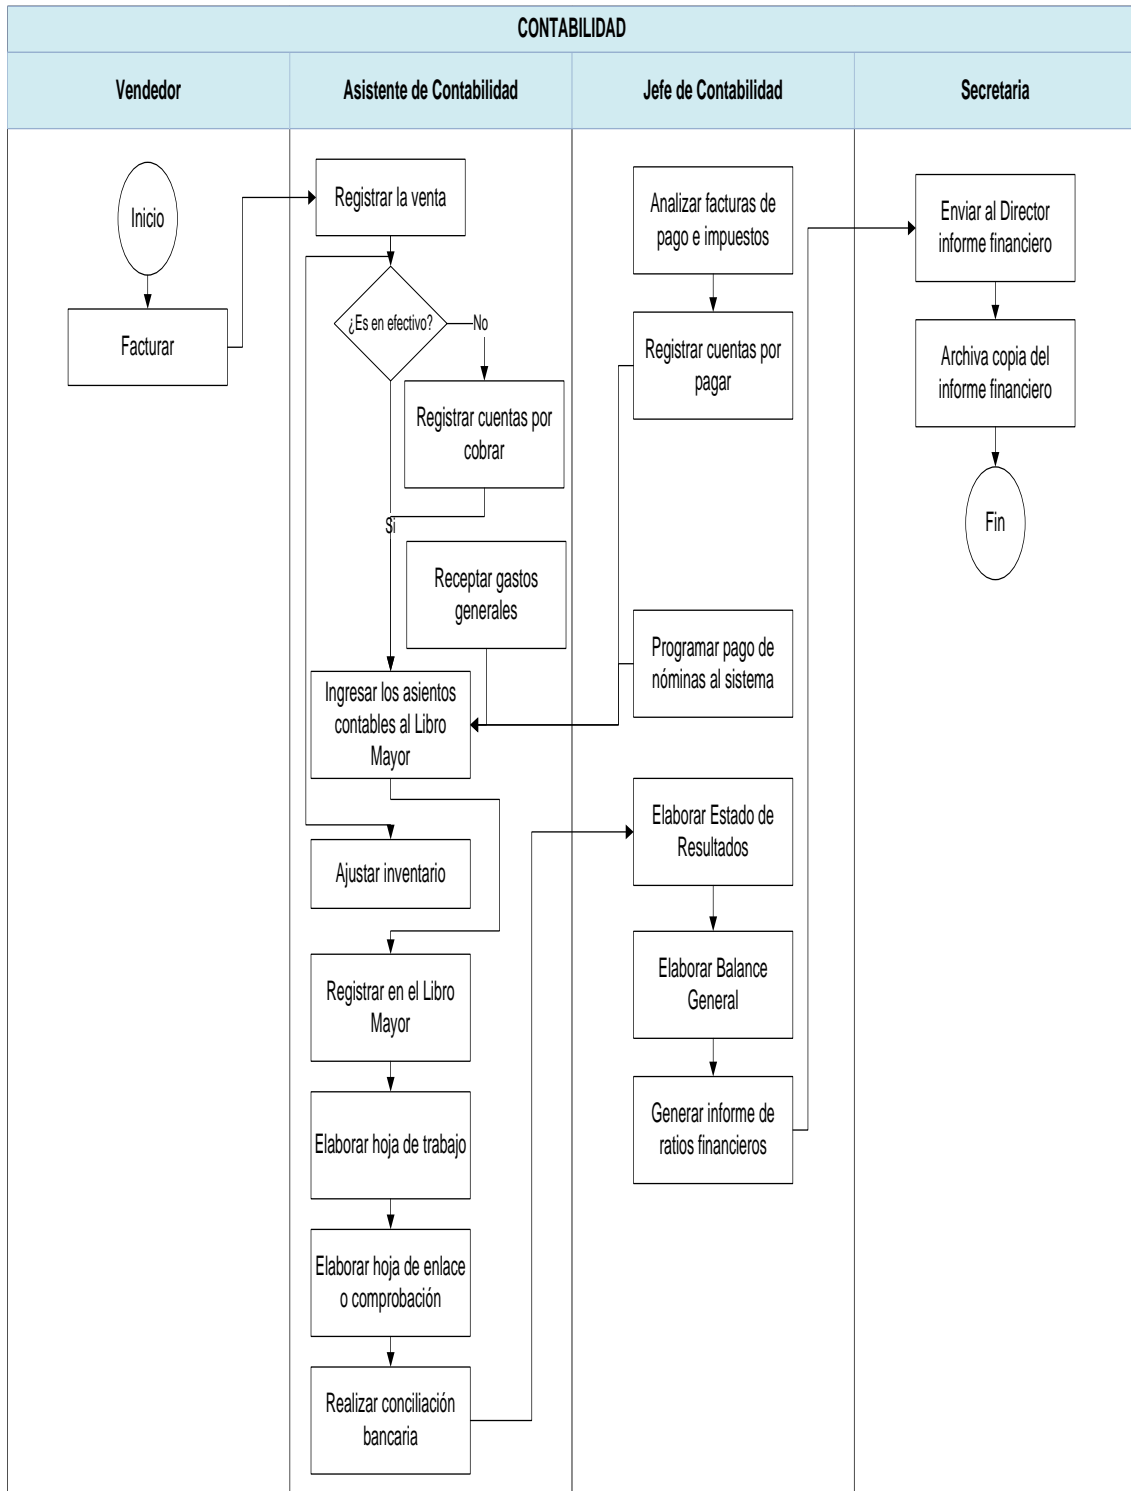 CONTABILIDAD
Vendedor
Asistente de Contabilidad
Jefe de Contabilidad
Secretaria
Inicio
Facturar
Registrar la venta
¿Es en efectivo?
No
Registrar cuentas por
cobrar
Si
Receptar gastos
generales
Ingresar los asientos
contables al Libro
Mayor
Ajustar inventario
Registrar en el Libro
Mayor
Elaborar hoja de trabajo
Elaborar hoja de enlace
o comprobación
Realizar conciliación
bancaria
Analizar facturas de
pago e impuestos
Registrar cuentas por
pagar
Programar pago de
nóminas al sistema
Elaborar Estado de
Resultados
Elaborar Balance
General
Generar informe de
ratios financieros
Enviar al Director
informe financiero
Archiva copia del
informe financiero
Fin